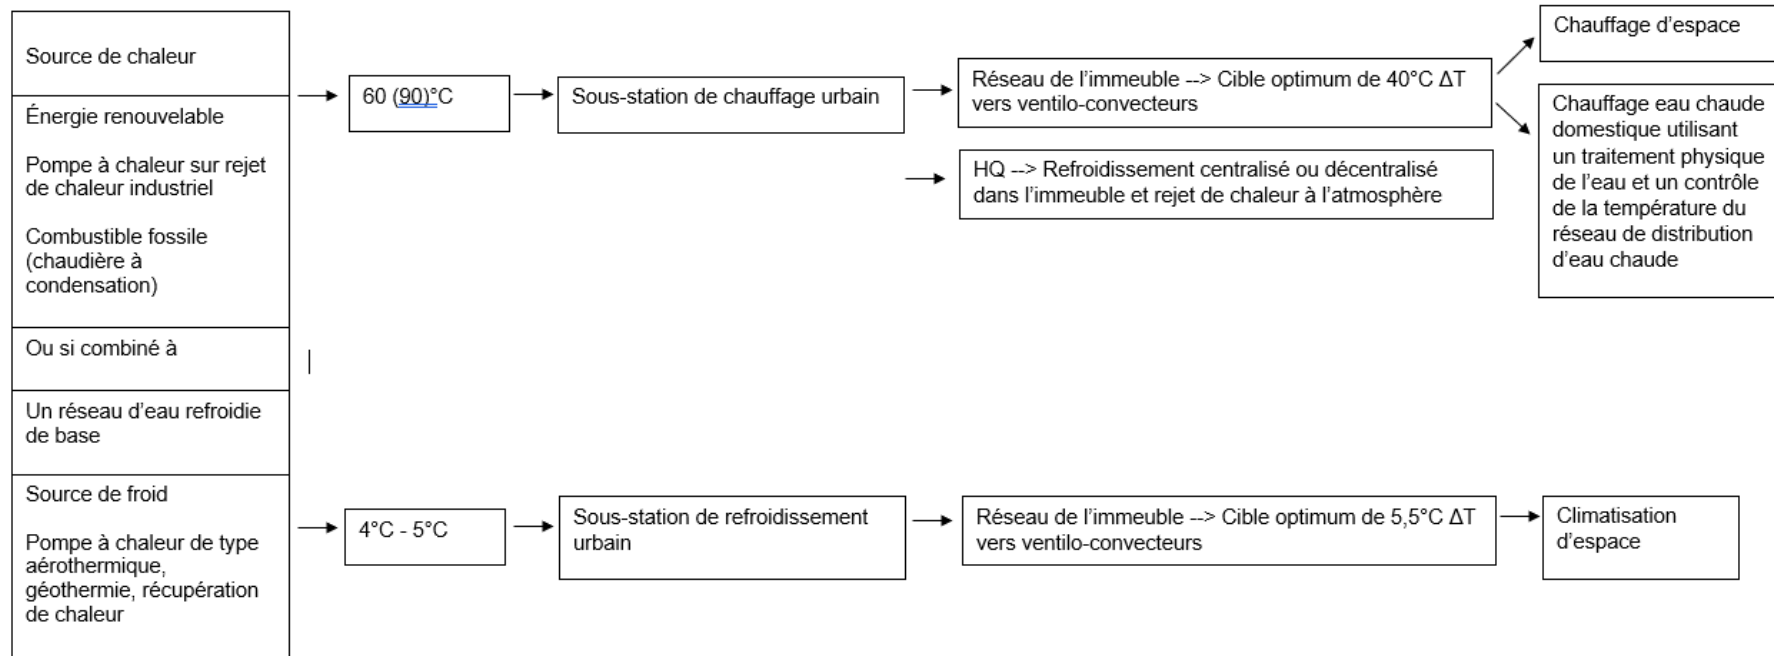 Source de chaleur
Énergie renouvelable
Pompe à chaleur sur rejet
de chaleur industriel
Combustible fossile
(chaudière à
condensation)
Ou si combiné à
Un réseau d'eau refroidie
de base
Source de froid
Pompe à chaleur de type
aérothermique,
géothermie, récupération
de chaleur
60 (90)°C
Sous-station de chauffage urbain
Réseau de l'immeuble --> Cible optimum de 40°C ΔT
vers ventilo-convecteurs
HQ --> Refroidissement centralisé ou décentralisé
dans l'immeuble et rejet de chaleur à l'atmosphère
Chauffage d'espace
Chauffage eau chaude
domestique utilisant
un traitement physique
de l'eau et un contrôle
de la température du
réseau de distribution
d'eau chaude
4°C - 5°C
Sous-station de refroidissement
urbain
Réseau de l'immeuble --> Cible optimum de 5,5°C ΔT
vers ventilo-convecteurs
Climatisation
d'espace